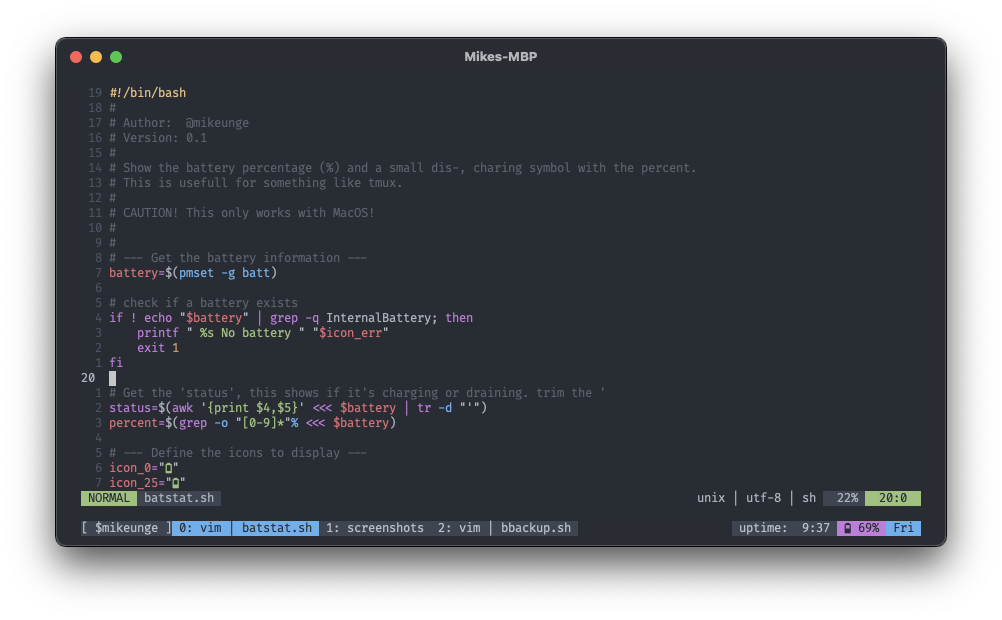 Mikes-MBP
19 #!/bin/bash
18 #
17 # Author:  @mikeunge
16 # Version: 0.1
15 #
14 # Show the battery percentage (%) and a small dis-, charing symbol with the percent.
13 # This is usefull for something like tmux.
12 #
11 # CAUTION! This only works with MacOS!
10 #
9 #
8 # --- Get the battery information ---
7 battery=$(pmset -g batt)
6
5 # check if a battery exists
4 if ! echo "$battery" | grep -q InternalBattery; then
3     printf " %s No battery " "$icon_err"
2     exit 1
1 fi
20
1 # Get the 'status', this shows if it's charging or draining. trim the '
2 status=$(awk '{print $4,$5}' <<< $battery | tr -d "'")
3 percent=$(grep -o "[0-9]*"% <<< $battery)
4
5 # --- Define the icons to display ---
6 icon_0=""
7 icon_25=""
NORMAL batstat.sh unix | utf-8 | sh 22% 20:0
[ $mikeunge ] 0: vim | batstat.sh 1: screenshots 2: vim | bbackup.sh uptime:  9:37 69% Fri